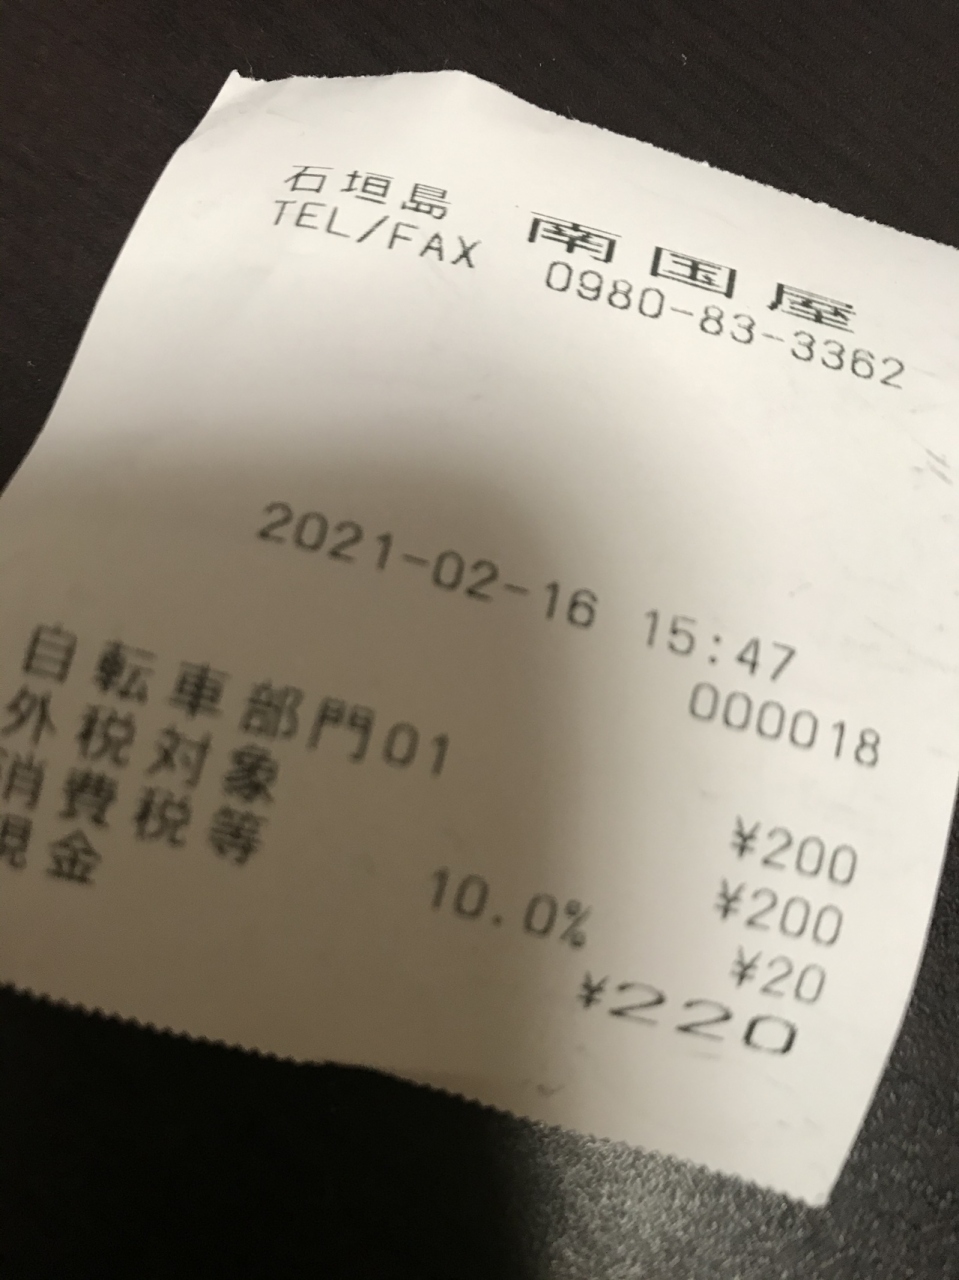 石垣島 南国屋
TEL/FAX 0980-83-3362
2021-02-16 15:47
000018
自転車部門01 ¥200
外税対象 ¥200
消費税等 10.0% ¥20
現金 ¥220